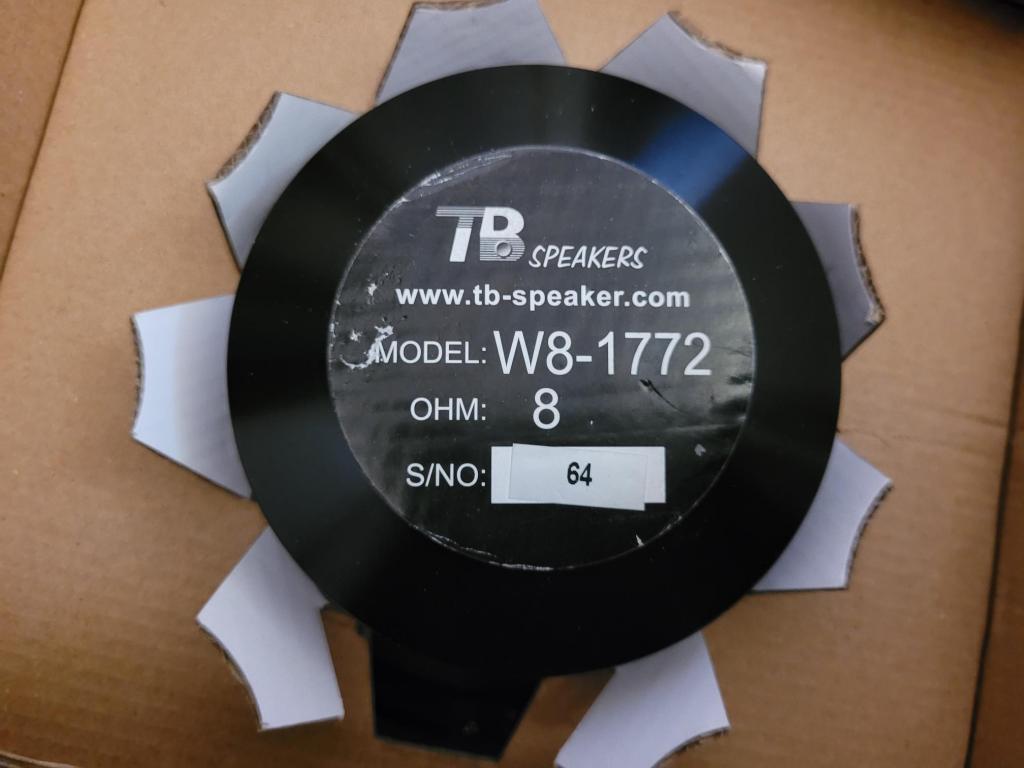 TB SPEAKERS
www.tb-speaker.com
MODEL: W8-1772
OHM: 8
S/NO: 64